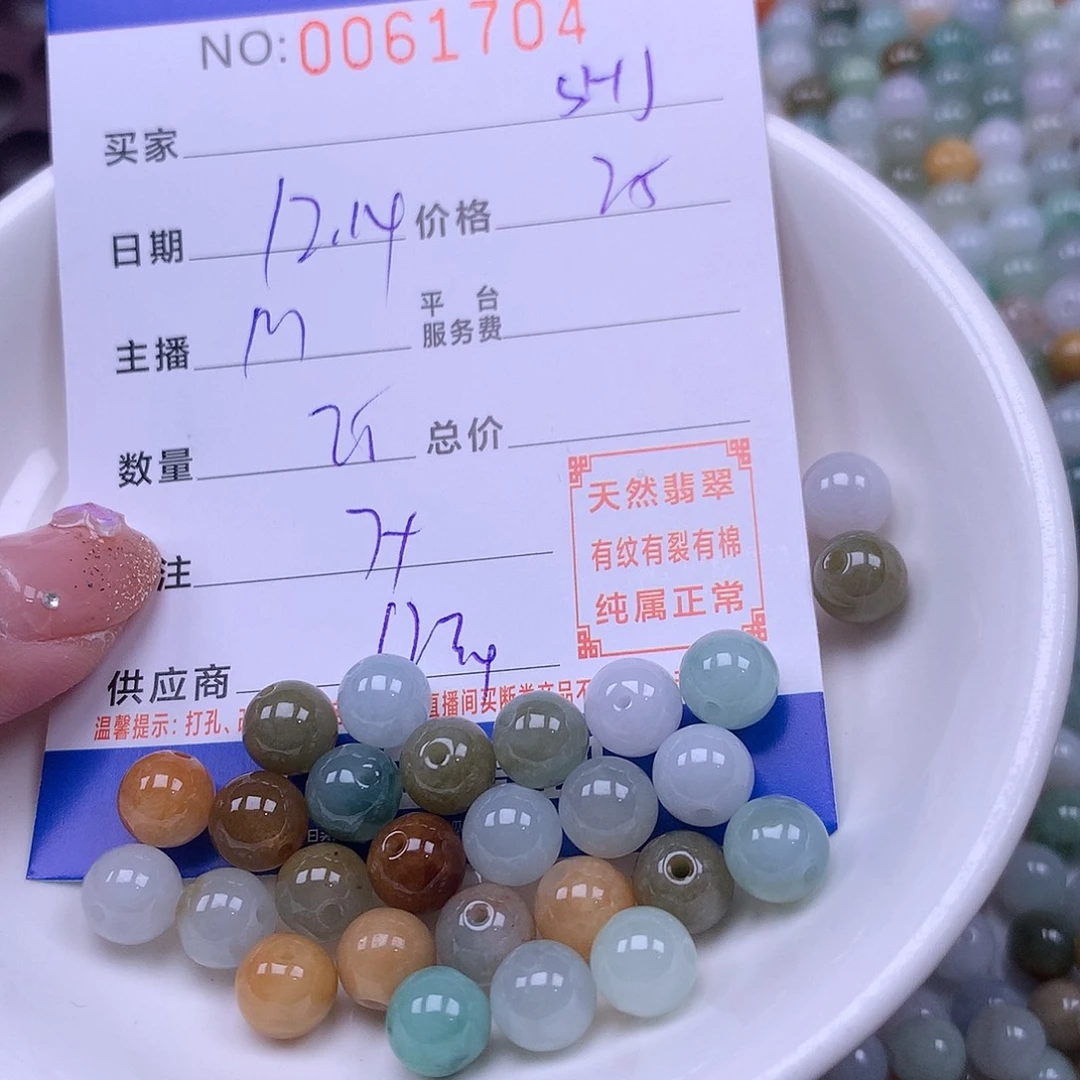 NO: 0061704
买家 SHJ
日期 12.14 价格 25
主播 M 平台服务费
数量 25 总价
注
供应商
天然翡翠
有纹有裂有棉
纯属正常
温馨提示：打孔、
直播间买断类产品不